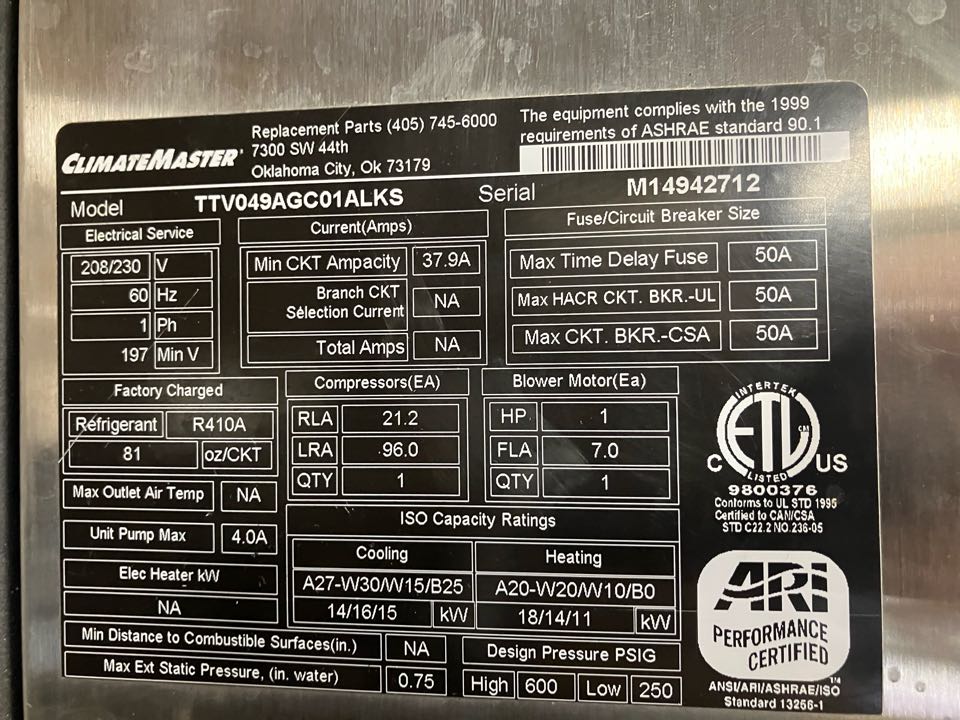 CLIMATEMASTER
Replacement Parts (405) 745-6000
7300 SW 44th
Oklahoma City, Ok 73179
The equipment complies with the 1999
requirements of ASHRAE standard 90.1
Model TTV049AGC01ALKS Serial M14942712
Electrical Service
208/230 V
60 Hz
1 Ph
197 Min V
Current(Amps)
Min CKT Ampacity 37.9A
Branch CKT
Selection Current NA
Total Amps NA
Fuse/Circuit Breaker Size
Max Time Delay Fuse 50A
Max HACR CKT. BKR.-UL 50A
Max CKT. BKR.-CSA 50A
Factory Charged
Refrigerant R410A
81 oz/CKT
Compressors(EA)
RLA 21.2
LRA 96.0
QTY 1
Blower Motor(Ea)
HP 1
FLA 7.0
QTY 1
Max Outlet Air Temp NA
Unit Pump Max 4.0A
Elec Heater kW
NA
ISO Capacity Ratings
Cooling Heating
A27-W30/W15/B25 A20-W20/W10/B0
14/16/15 kW 18/14/11 kW
Min Distance to Combustible Surfaces(in.) NA
Max Ext Static Pressure, (in. water) 0.75
Design Pressure PSIG
High 600 Low 250
INTERTEK
ETL CM
C US
LISTED
9800376
Conforms to UL STD 1995
Certified to CAN/CSA
STD C22.2 NO.236-05
ARI
PERFORMANCE
CERTIFIED
TM
ANSI/ARI/ASHRAE/ISO
Standard 13256-1